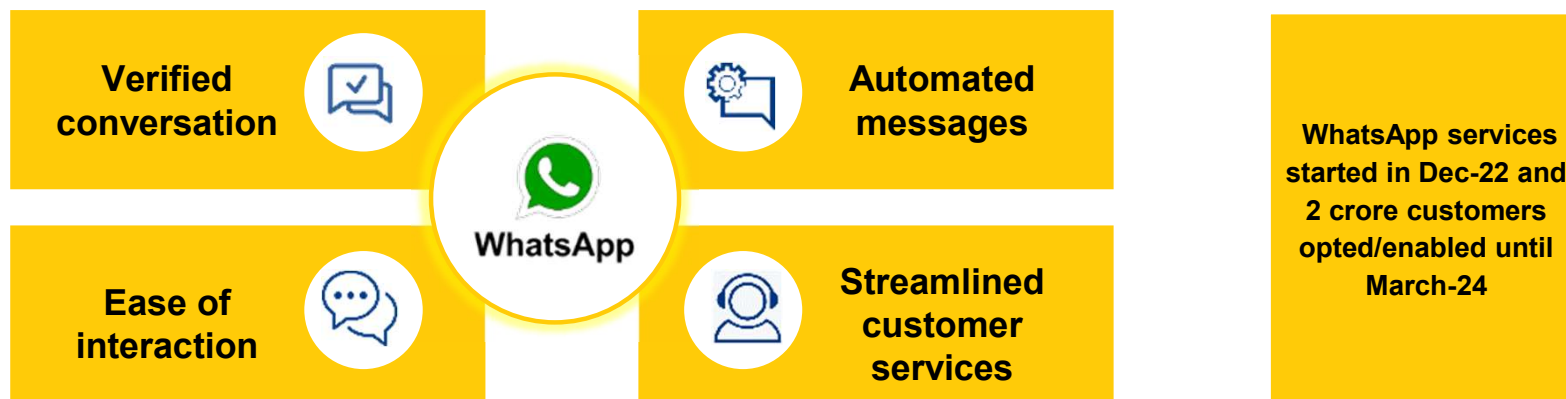 Verified
conversation
Automated
messages
WhatsApp
Ease of
interaction
Streamlined
customer
services
WhatsApp services
started in Dec-22 and
2 crore customers
opted/enabled until
March-24